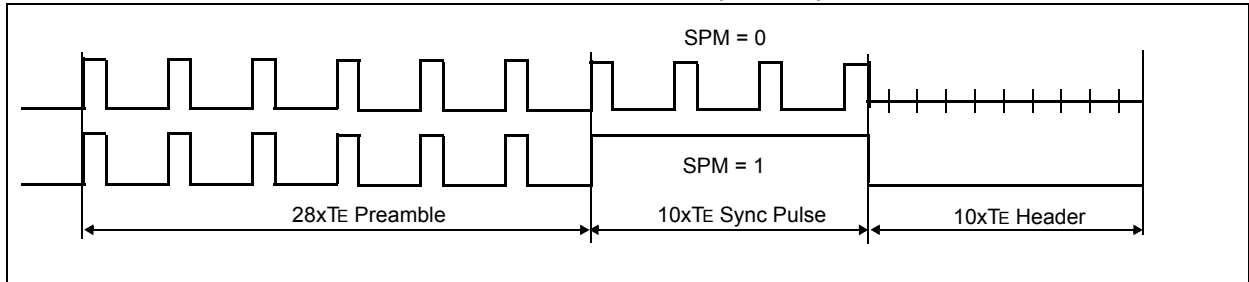 SPM = 0
SPM = 1
28xTE Preamble
10xTE Sync Pulse
10xTE Header